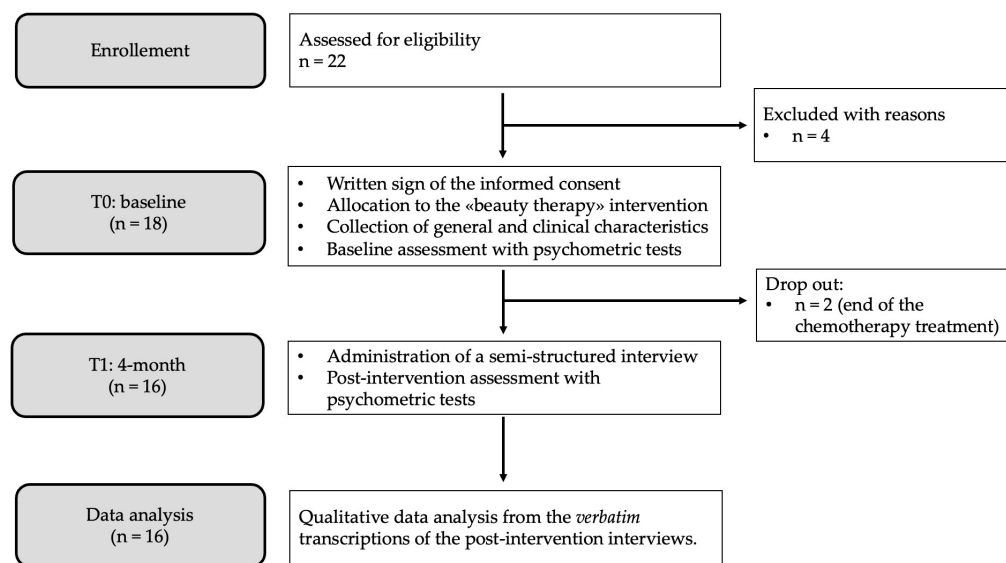 Enrollement
Assessed for eligibility
n = 22
Excluded with reasons
• n = 4
T0: baseline
(n = 18)
• Written sign of the informed consent
• Allocation to the «beauty therapy» intervention
• Collection of general and clinical characteristics
• Baseline assessment with psychometric tests
Drop out:
• n = 2 (end of the
chemotherapy treatment)
T1: 4-month
(n = 16)
• Administration of a semi-structured interview
• Post-intervention assessment with
psychometric tests
Data analysis
(n = 16)
Qualitative data analysis from the verbatim
transcriptions of the post-intervention interviews.